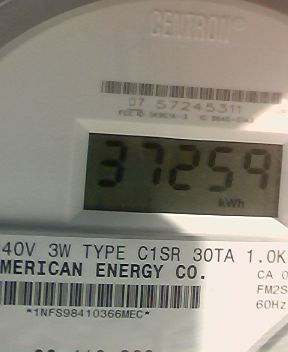 CENTRON®
07 57245311
37259
kWh
40V 3W TYPE C1SR 30TA 1.0K
MERICAN ENERGY CO.
CA 0
FM2S
60Hz
*1NFS98410366MEC*